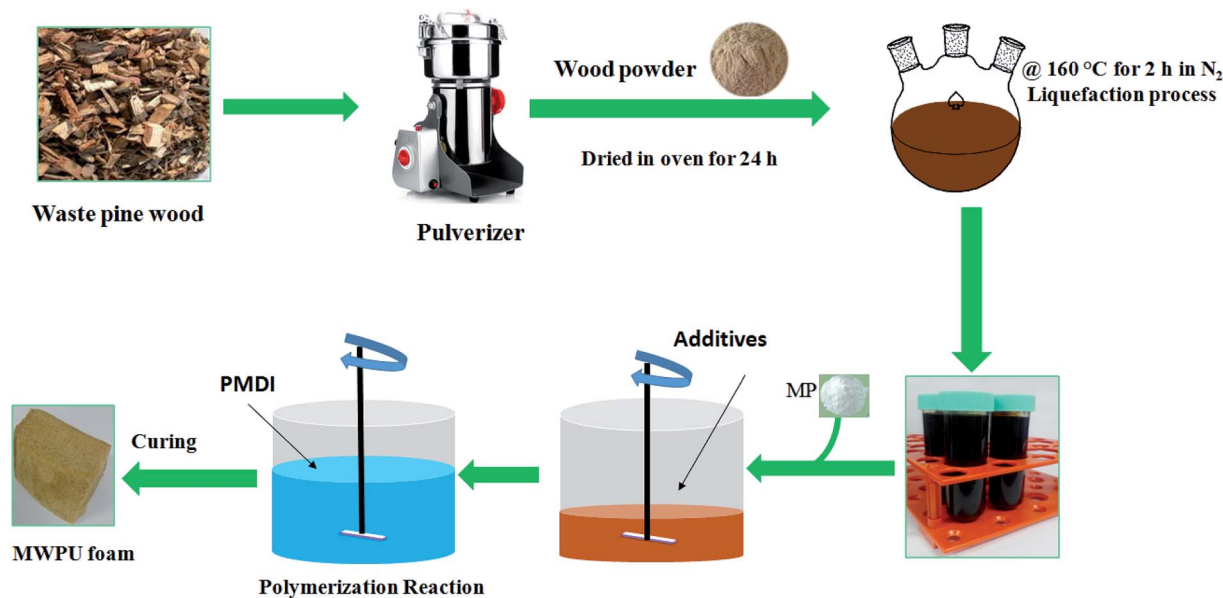 Waste pine wood
Pulverizer
Wood powder
Dried in oven for 24 h
@ 160 °C for 2 h in N₂
Liquefaction process
MP
Additives
PMDI
Polymerization Reaction
Curing
MWPU foam